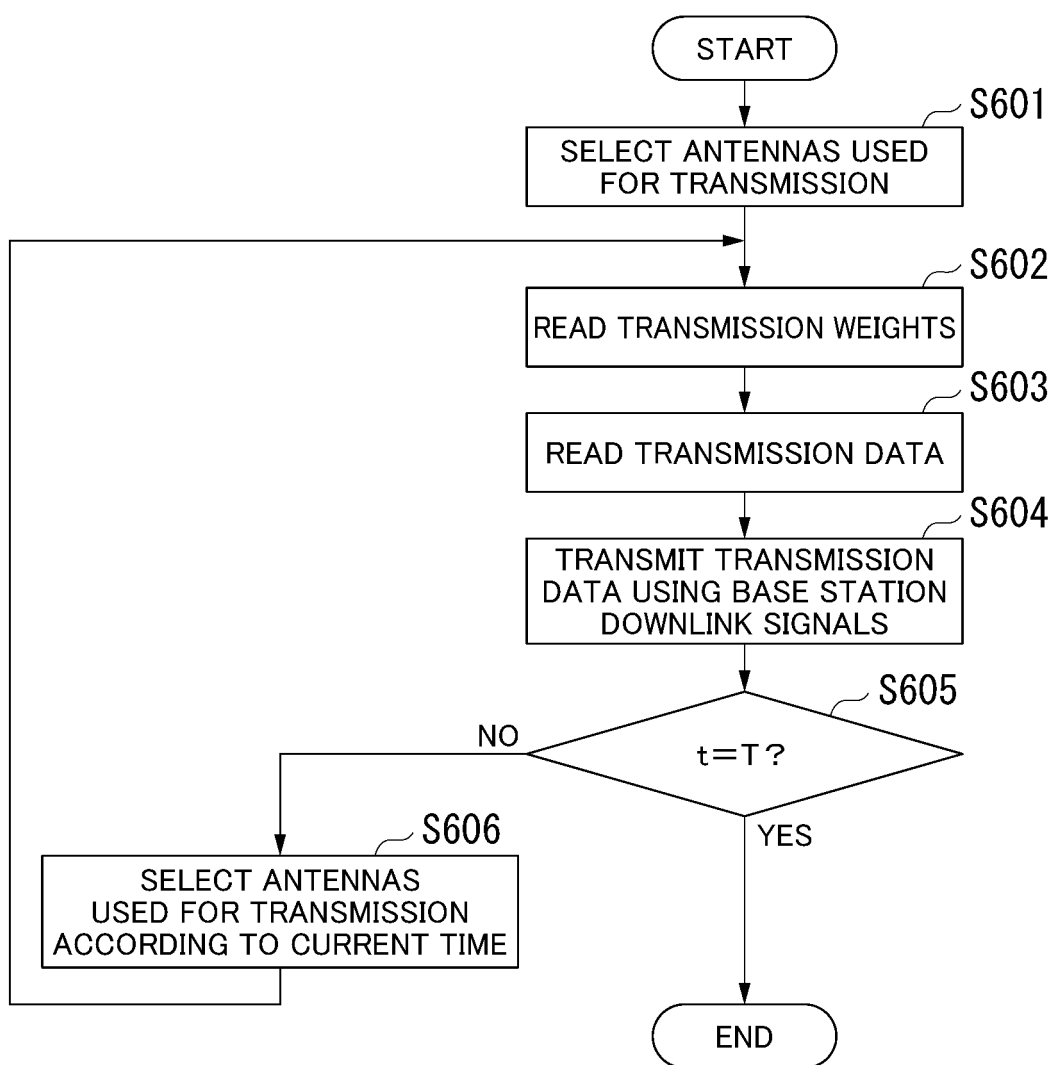 START
S601
SELECT ANTENNAS USED
FOR TRANSMISSION
S602
READ TRANSMISSION WEIGHTS
S603
READ TRANSMISSION DATA
S604
TRANSMIT TRANSMISSION
DATA USING BASE STATION
DOWNLINK SIGNALS
S605
t=T?
NO
YES
S606
SELECT ANTENNAS
USED FOR TRANSMISSION
ACCORDING TO CURRENT TIME
END